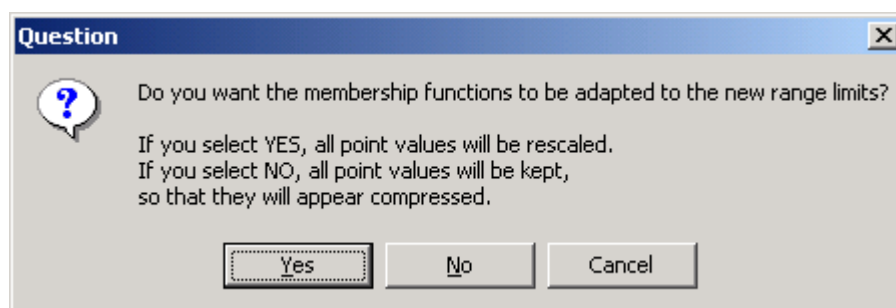 Question
Do you want the membership functions to be adapted to the new range limits?
If you select YES, all point values will be rescaled.
If you select NO, all point values will be kept,
so that they will appear compressed.
Yes No Cancel